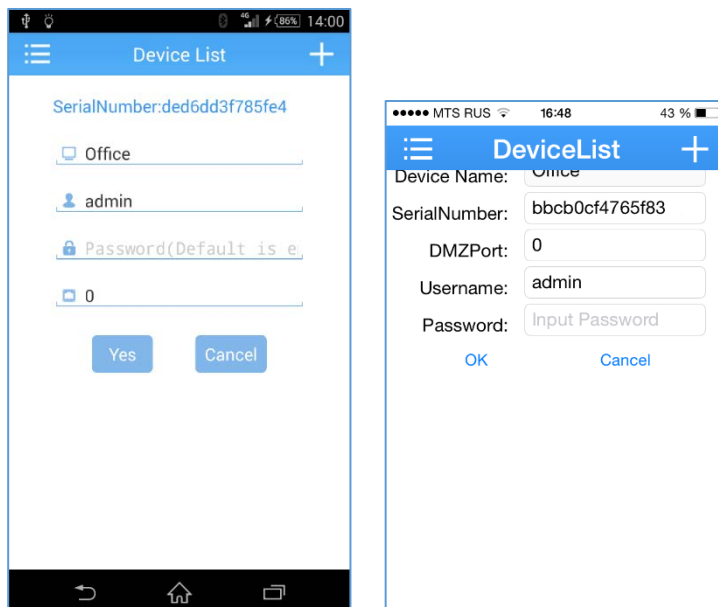 4G 86% 14:00
Device List
SerialNumber:ded6dd3f785fe4
Office
admin
Password(Default is e
0
Yes Cancel
MTS RUS 16:48 43 %
DeviceList
Device Name: Office
SerialNumber: bbcb0cf4765f83
DMZPort: 0
Username: admin
Password: Input Password
OK Cancel